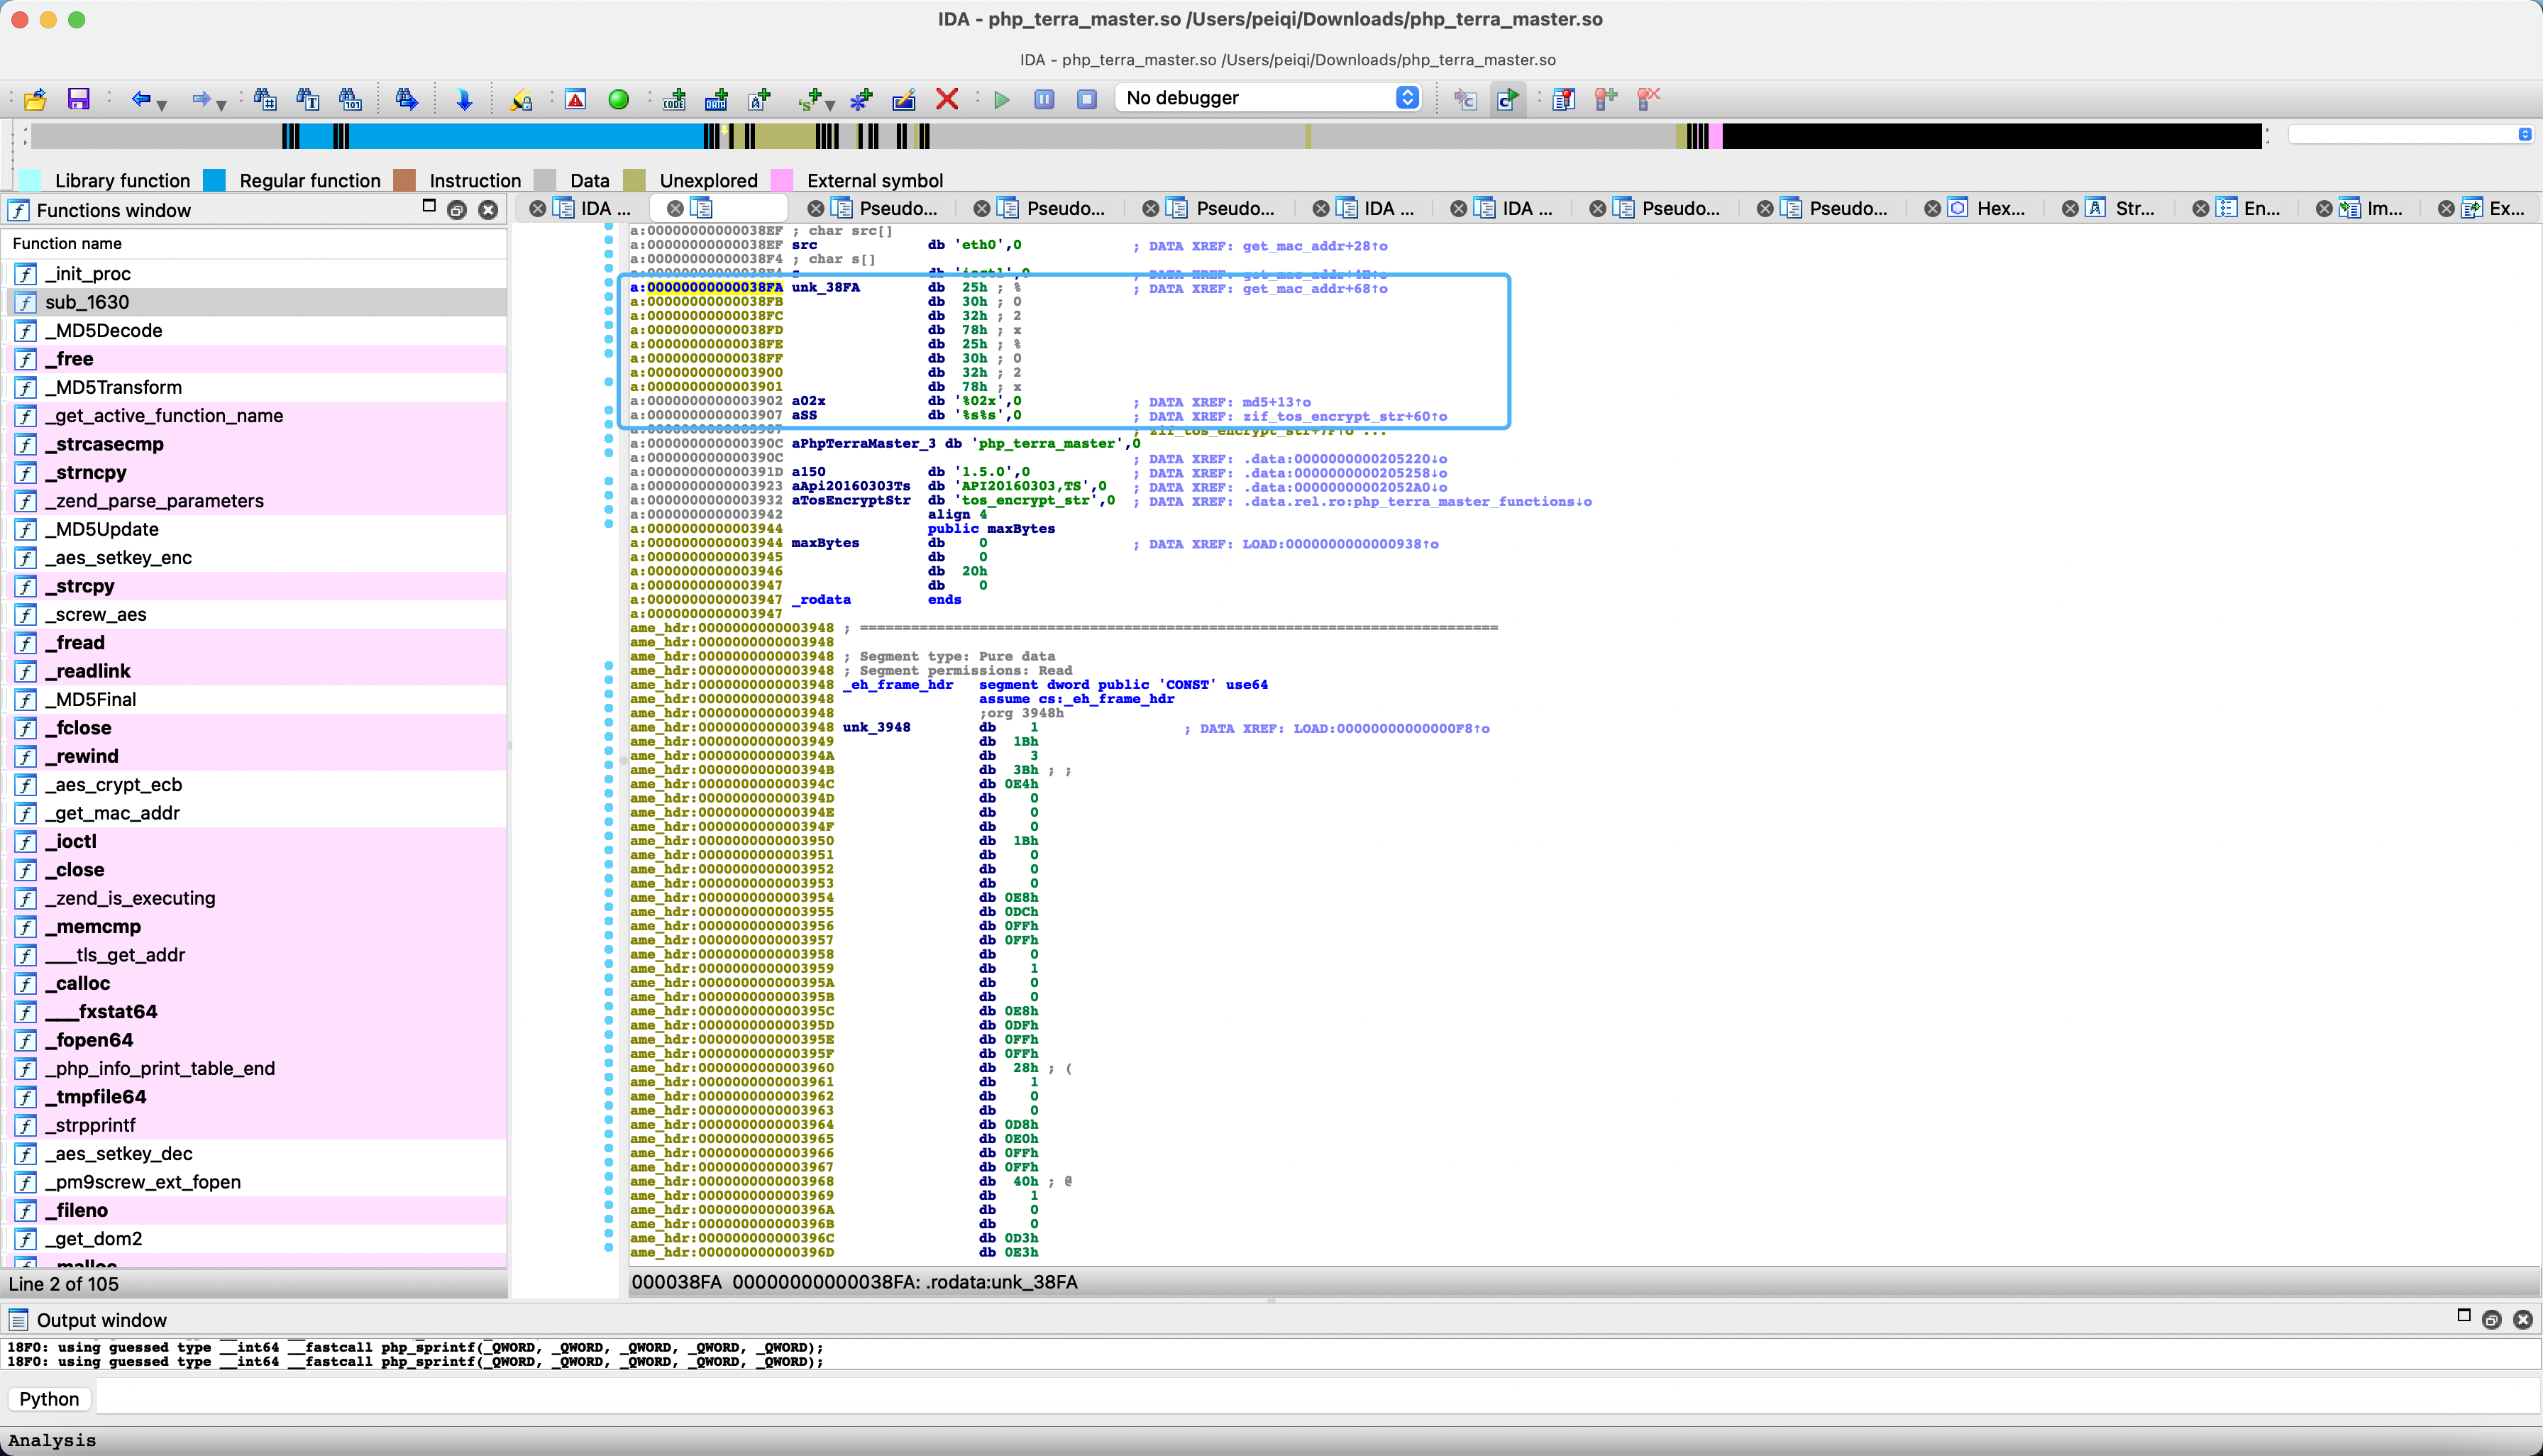 IDA - php_terra_master.so /Users/peiqi/Downloads/php_terra_master.so
IDA - php_terra_master.so /Users/peiqi/Downloads/php_terra_master.so
No debugger
Library function Regular function Instruction Data Unexplored External symbol
Functions window
IDA ... Pseudo... Pseudo... Pseudo... IDA ... IDA ... Pseudo... Pseudo... Hex... Str... En... Im... Ex...
Function name
_init_proc
sub_1630
_MD5Decode
_free
_MD5Transform
_get_active_function_name
_strcasecmp
_strncpy
_zend_parse_parameters
_MD5Update
_aes_setkey_enc
_strcpy
_screw_aes
_fread
_readlink
_MD5Final
_fclose
_rewind
_aes_crypt_ecb
_get_mac_addr
_ioctl
_close
_zend_is_executing
_memcmp
___tls_get_addr
_calloc
___fxstat64
_fopen64
_php_info_print_table_end
_tmpfile64
_strpprintf
_aes_setkey_dec
_pm9screw_ext_fopen
_fileno
_get_dom2
_malloc
Line 2 of 105
a:00000000000038EF ; char src[]
a:00000000000038EF src db 'eth0',0 ; DATA XREF: get_mac_addr+28↑o
a:00000000000038F4 ; char s[]
a:00000000000038F4 s db 'ioctl',0 ; DATA XREF: get_mac_addr+4E↑o
a:00000000000038FA unk_38FA db 25h ; % ; DATA XREF: get_mac_addr+68↑o
a:00000000000038FB db 30h ; 0
a:00000000000038FC db 32h ; 2
a:00000000000038FD db 78h ; x
a:00000000000038FE db 25h ; %
a:00000000000038FF db 30h ; 0
a:0000000000003900 db 32h ; 2
a:0000000000003901 db 78h ; x
a:0000000000003902 a02x db '%02x',0 ; DATA XREF: md5+13↑o
a:0000000000003907 aSS db '%s%s',0 ; DATA XREF: zif_tos_encrypt_str+60↑o
a:0000000000003907 ; zif_tos_encrypt_str+7F↑o ...
a:000000000000390C aPhpTerraMaster_3 db 'php_terra_master',0
a:000000000000390C ; DATA XREF: .data:0000000000205220↓o
a:000000000000391D a150 db '1.5.0',0 ; DATA XREF: .data:0000000000205258↓o
a:0000000000003923 aApi20160303Ts db 'API20160303,TS',0 ; DATA XREF: .data:00000000002052A0↓o
a:0000000000003932 aTosEncryptStr db 'tos_encrypt_str',0 ; DATA XREF: .data.rel.ro:php_terra_master_functions↓o
a:0000000000003942 align 4
a:0000000000003944 public maxBytes
a:0000000000003944 maxBytes db 0 ; DATA XREF: LOAD:0000000000000938↑o
a:0000000000003945 db 0
a:0000000000003946 db 20h
a:0000000000003947 db 0
a:0000000000003947 _rodata ends
a:0000000000003947
ame_hdr:0000000000003948 ; ===========================================================================
ame_hdr:0000000000003948
ame_hdr:0000000000003948 ; Segment type: Pure data
ame_hdr:0000000000003948 ; Segment permissions: Read
ame_hdr:0000000000003948 _eh_frame_hdr segment dword public 'CONST' use64
ame_hdr:0000000000003948 assume cs:_eh_frame_hdr
ame_hdr:0000000000003948 ;org 3948h
ame_hdr:0000000000003948 unk_3948 db 1 ; DATA XREF: LOAD:00000000000000F8↑o
ame_hdr:0000000000003949 db 1Bh
ame_hdr:000000000000394A db 3
ame_hdr:000000000000394B db 3Bh ; ;
ame_hdr:000000000000394C db 0E4h
ame_hdr:000000000000394D db 0
ame_hdr:000000000000394E db 0
ame_hdr:000000000000394F db 0
ame_hdr:0000000000003950 db 1Bh
ame_hdr:0000000000003951 db 0
ame_hdr:0000000000003952 db 0
ame_hdr:0000000000003953 db 0
ame_hdr:0000000000003954 db 0E8h
ame_hdr:0000000000003955 db 0DCh
ame_hdr:0000000000003956 db 0FFh
ame_hdr:0000000000003957 db 0FFh
ame_hdr:0000000000003958 db 0
ame_hdr:0000000000003959 db 1
ame_hdr:000000000000395A db 0
ame_hdr:000000000000395B db 0
ame_hdr:000000000000395C db 0E8h
ame_hdr:000000000000395D db 0DFh
ame_hdr:000000000000395E db 0FFh
ame_hdr:000000000000395F db 0FFh
ame_hdr:0000000000003960 db 28h ; (
ame_hdr:0000000000003961 db 1
ame_hdr:0000000000003962 db 0
ame_hdr:0000000000003963 db 0
ame_hdr:0000000000003964 db 0D8h
ame_hdr:0000000000003965 db 0E0h
ame_hdr:0000000000003966 db 0FFh
ame_hdr:0000000000003967 db 0FFh
ame_hdr:0000000000003968 db 40h ; @
ame_hdr:0000000000003969 db 1
ame_hdr:000000000000396A db 0
ame_hdr:000000000000396B db 0
ame_hdr:000000000000396C db 0D3h
ame_hdr:000000000000396D db 0E3h
000038FA 00000000000038FA: .rodata:unk_38FA
Output window
18F0: using guessed type __int64 __fastcall php_sprintf(_QWORD, _QWORD, _QWORD, _QWORD, _QWORD);
18F0: using guessed type __int64 __fastcall php_sprintf(_QWORD, _QWORD, _QWORD, _QWORD, _QWORD);
Python
Analysis